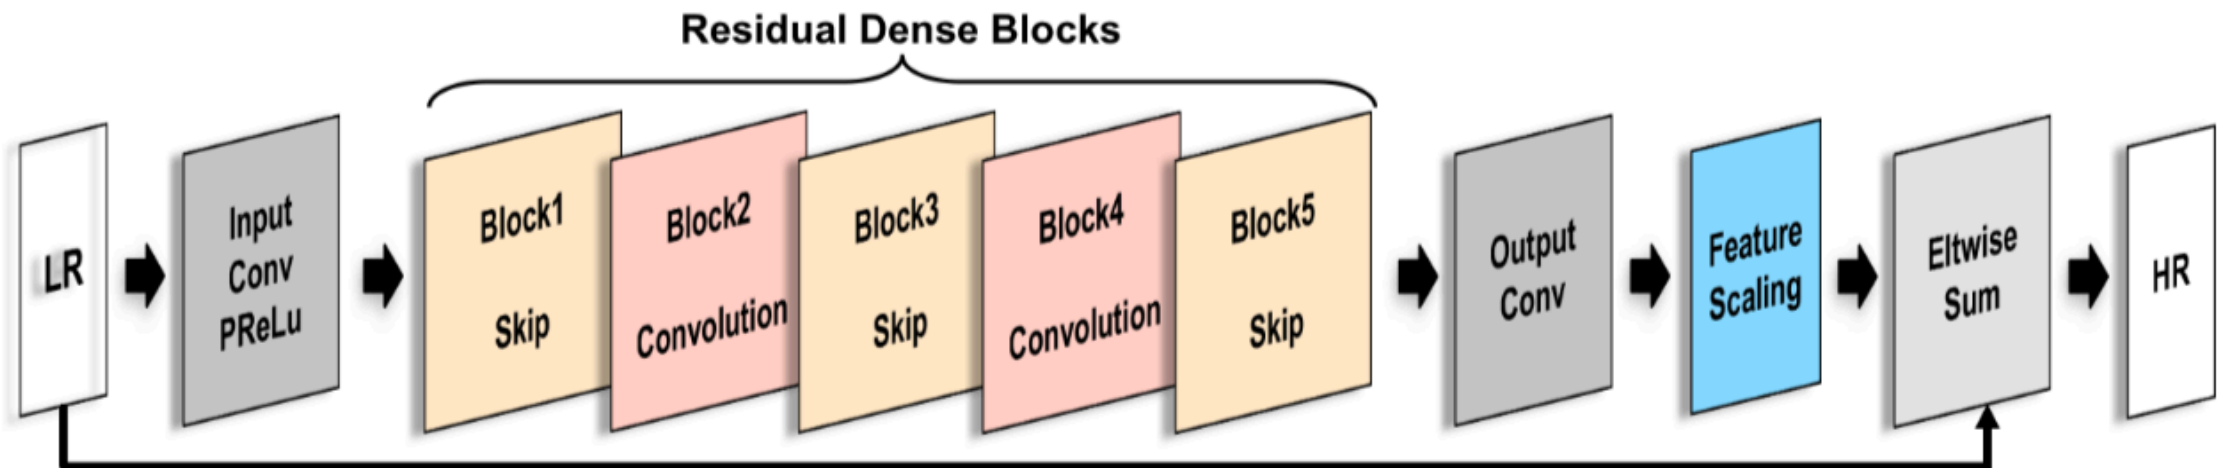 Residual Dense Blocks
LR
Input
Conv
PReLu
Block1
Skip
Block2
Convolution
Block3
Skip
Block4
Convolution
Block5
Skip
Output
Conv
Feature
Scaling
Eltwise
Sum
HR